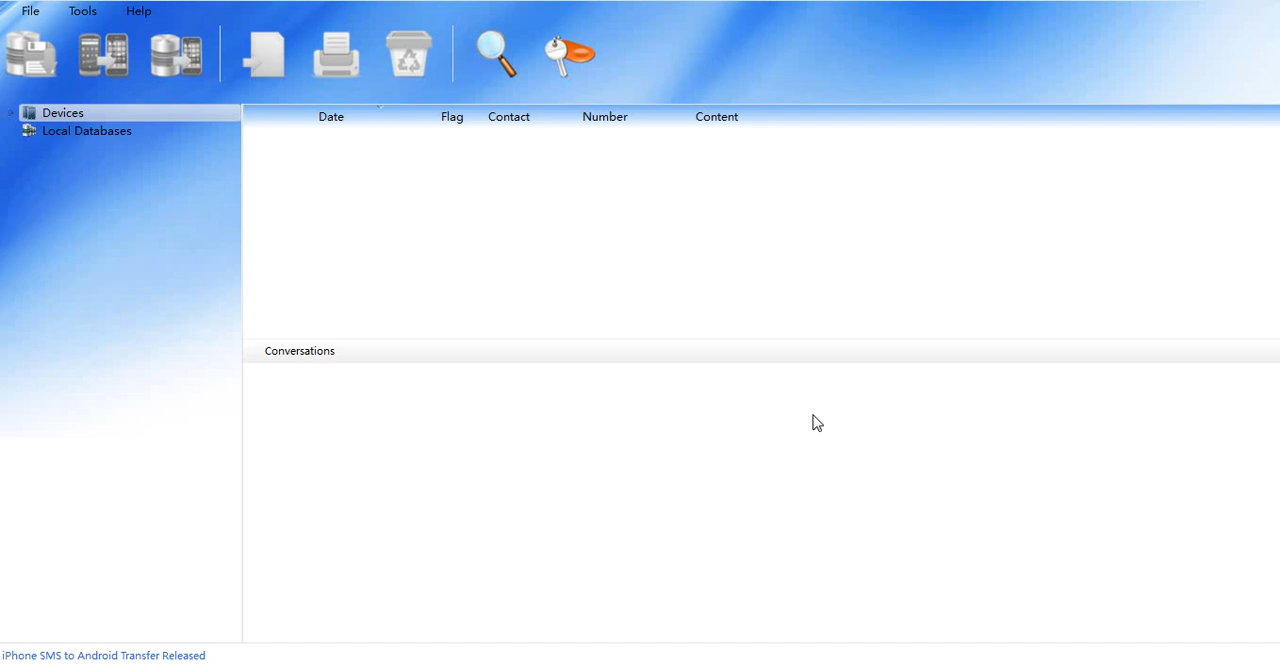 File Tools Help
Devices
Local Databases
Date Flag Contact Number Content
Conversations
iPhone SMS to Android Transfer Released